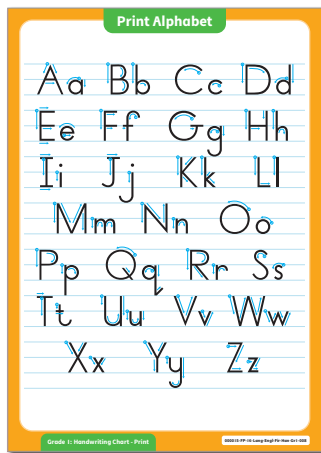 Print Alphabet
Aa Bb Cc Dd
Ee Ff Gg Hh
Ii Jj Kk Ll
Mm Nn Oo
Pp Qq Rr Ss
Tt Uu Vv Ww
Xx Yy Zz
Grade 1: Handwriting Chart - Print